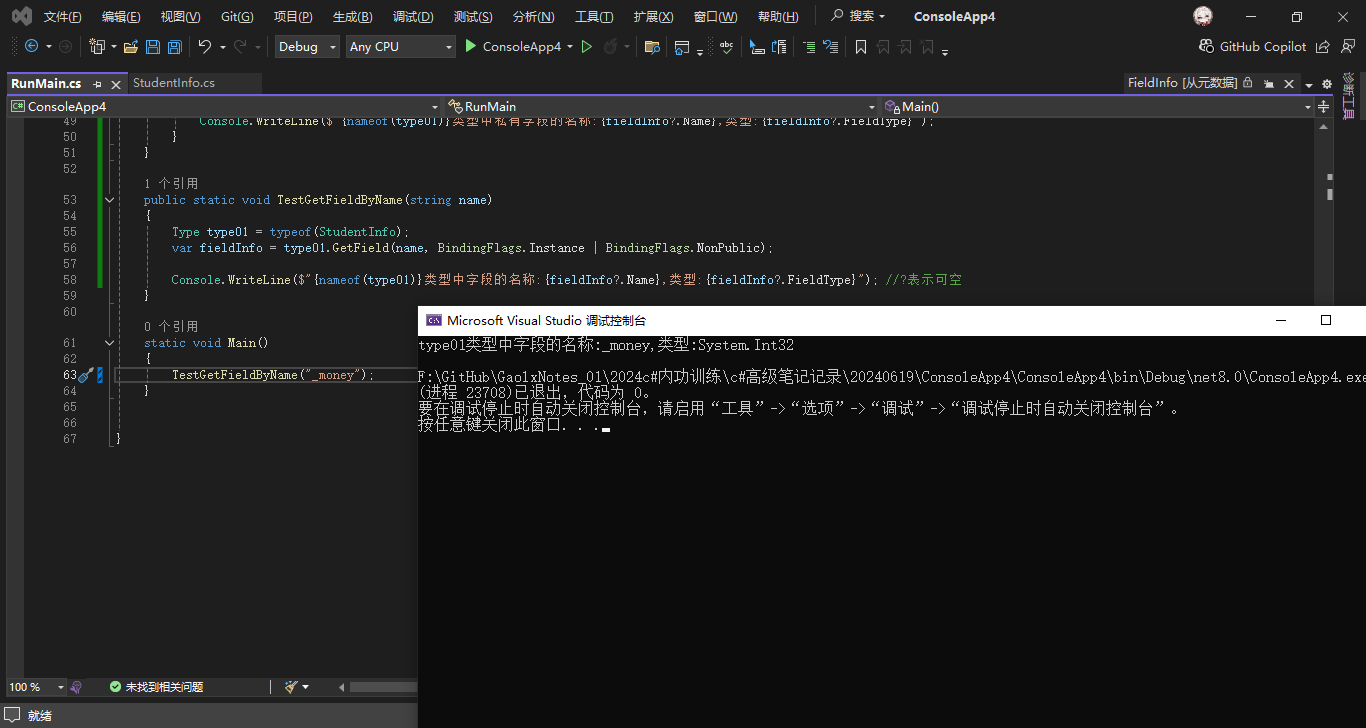 文件(F) 编辑(E) 视图(V) Git(G) 项目(P) 生成(B) 调试(D) 测试(S) 分析(N) 工具(T) 扩展(X) 窗口(W) 帮助(H) 搜索 ConsoleApp4
Debug Any CPU ConsoleApp4 abc GitHub Copilot
RunMain.cs StudentInfo.cs FieldInfo [从元数据]
诊断工具
C# ConsoleApp4 RunMain Main()
49 Console.WriteLine($"{nameof(type01)}类型中私有字段的名称:{fieldInfo?.Name},类型:{fieldInfo?.FieldType}");
50 }
51 }
52
1 个引用
53 public static void TestGetFieldByName(string name)
54 {
55 Type type01 = typeof(StudentInfo);
56 var fieldInfo = type01.GetField(name, BindingFlags.Instance | BindingFlags.NonPublic);
57
58 Console.WriteLine($"{nameof(type01)}类型中字段的名称:{fieldInfo?.Name},类型:{fieldInfo?.FieldType}"); //?表示可空
59 }
60
0 个引用
61 static void Main()
62 {
63 TestGetFieldByName("_money");
64 }
65
66
67 }
C:\ Microsoft Visual Studio 调试控制台
type01类型中字段的名称:_money,类型:System.Int32
F:\GitHub\GaolxNotes_01\2024c#内功训练\c#高级笔记记录\20240619\ConsoleApp4\ConsoleApp4\bin\Debug\net8.0\ConsoleApp4.exe
(进程 23708)已退出，代码为 0。
要在调试停止时自动关闭控制台，请启用“工具”->“选项”->“调试”->“调试停止时自动关闭控制台”。
按任意键关闭此窗口. . .
100 % 未找到相关问题
就绪